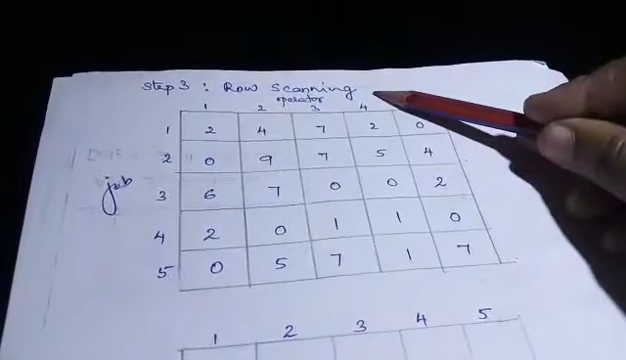 Step 3 : Row Scanning
operator
1 2 3 4
1 2 4 7 2 0
2 0 9 7 5 4
job
3 6 7 0 0 2
4 2 0 1 1 0
5 0 5 7 1 7
1 2 3 4 5